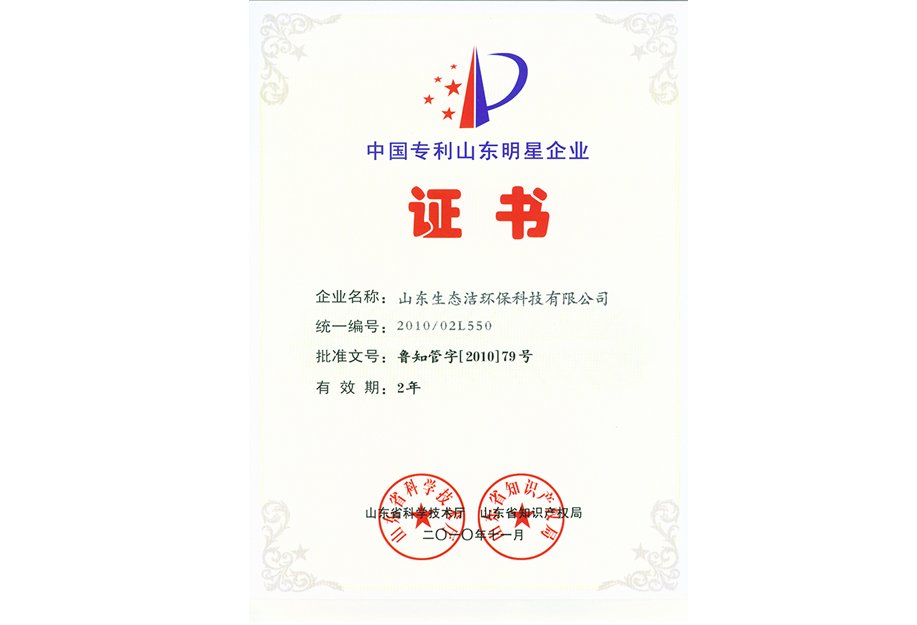 中国专利山东明星企业
证书
企业名称：山东生态洁环保科技有限公司
统一编号：2010/02L550
批准文号：鲁知管字[2010]79号
有 效 期：2年
山东省科学技术厅 山东省知识产权局
二〇一〇年十一月
山东省科学技术厅
山东省知识产权局